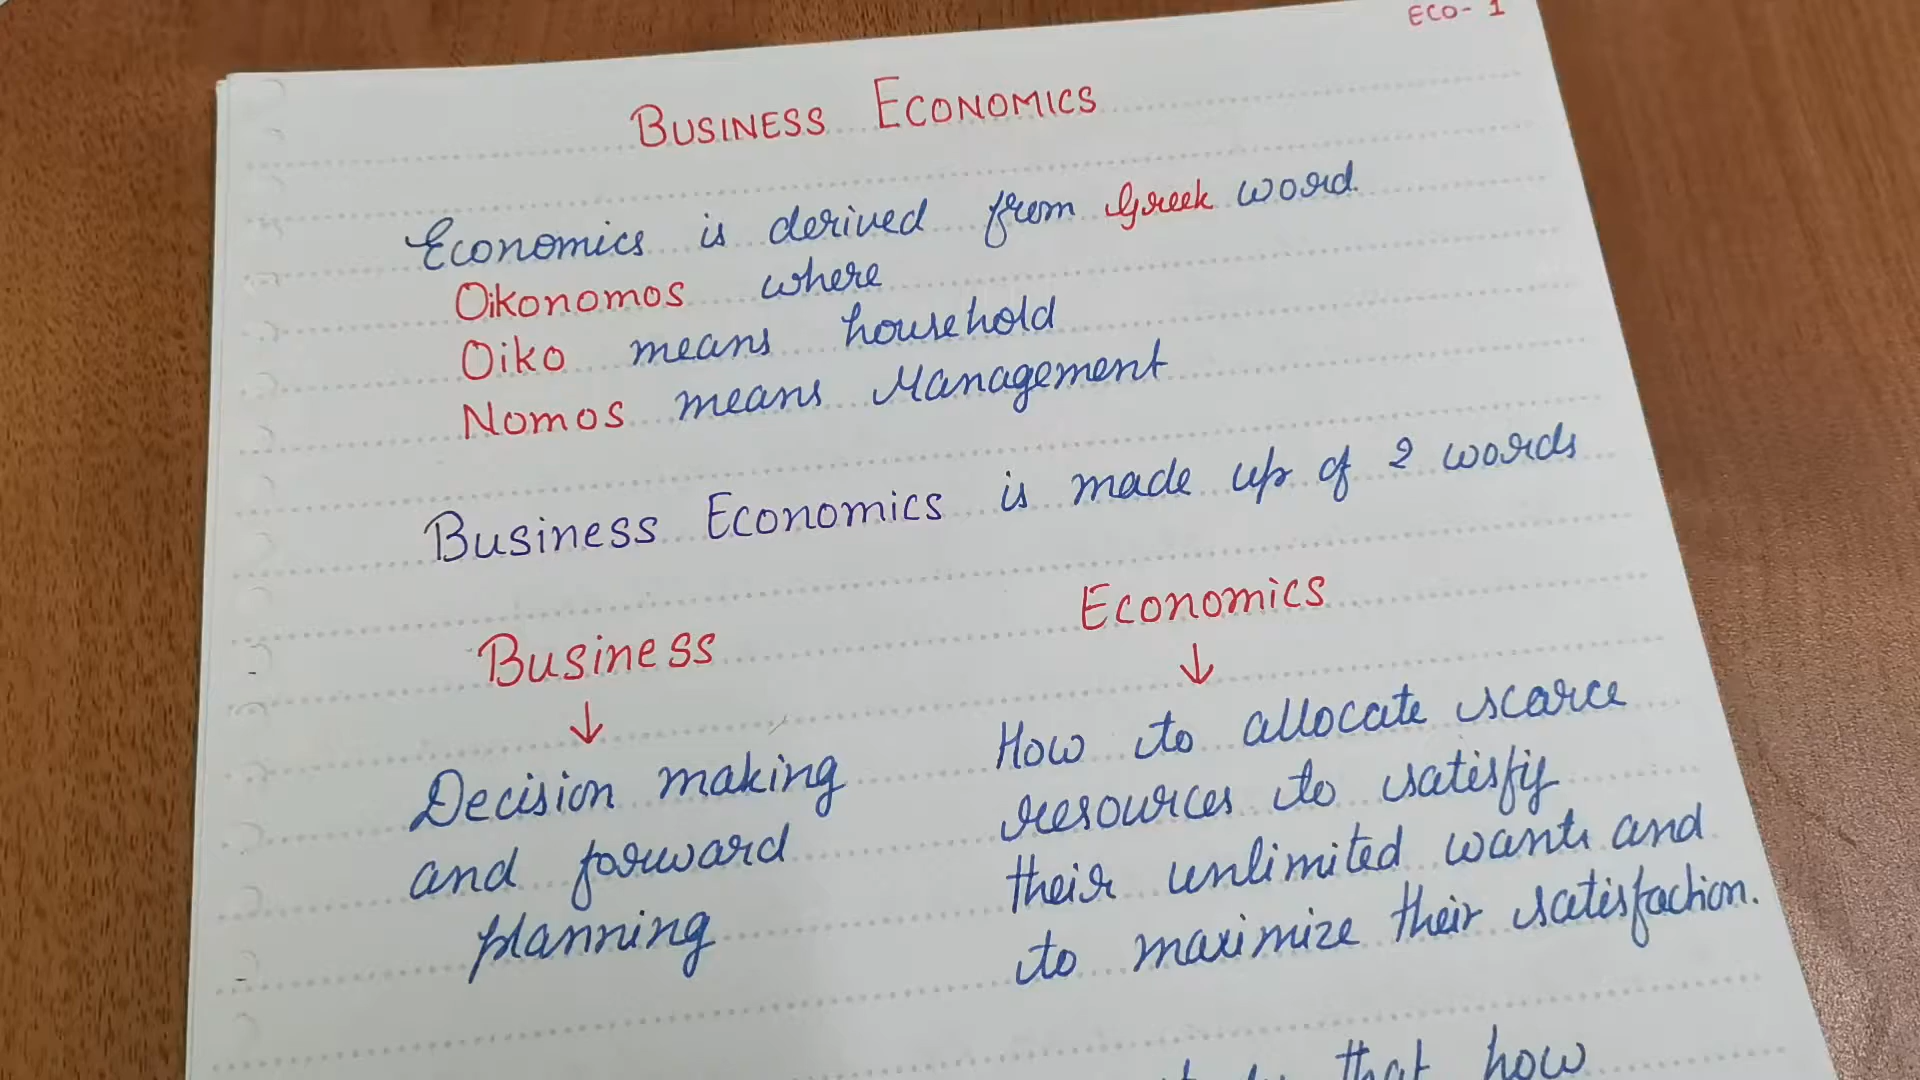 ECO- 1
BUSINESS ECONOMICS
Economics is derived from Greek word
Oikonomos where
Oiko means household
Nomos means Management
Business Economics is made up of 2 words
Business
Economics
Decision making
and forward
planning
How to allocate scarce
resources to satisfy
their unlimited wants and
to maximize their satisfaction.
that how